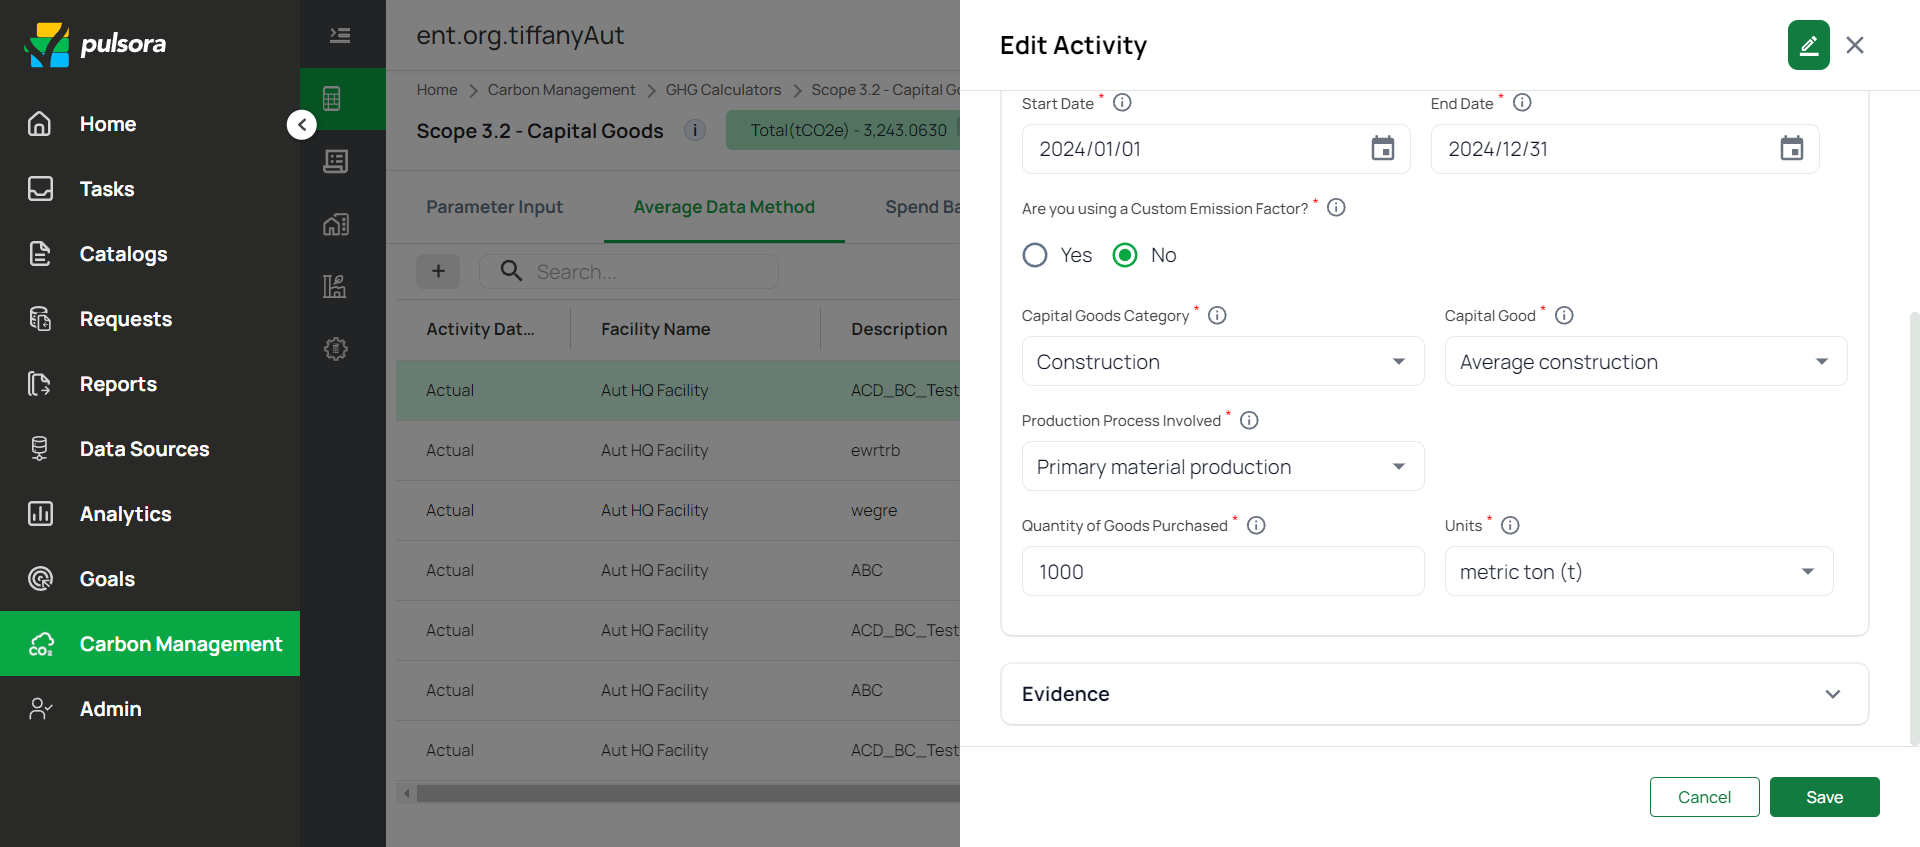 pulsora
Home
Tasks
Catalogs
Requests
Reports
Data Sources
Analytics
Goals
Carbon Management
Admin
ent.org.tiffanyAut
Home > Carbon Management > GHG Calculators > Scope 3.2 - Capital Go
Scope 3.2 - Capital Goods
Total(tCO2e) - 3,243.0630
Parameter Input
Average Data Method
Spend Ba
+
Search...
Activity Dat...
Facility Name
Description
Actual Aut HQ Facility ACD_BC_Test
Actual Aut HQ Facility ewrtrb
Actual Aut HQ Facility wegre
Actual Aut HQ Facility ABC
Actual Aut HQ Facility ACD_BC_Test
Actual Aut HQ Facility ABC
Actual Aut HQ Facility ACD_BC_Test
Edit Activity
Start Date *
End Date *
2024/01/01
2024/12/31
Are you using a Custom Emission Factor? *
Yes
No
Capital Goods Category *
Capital Good *
Construction
Average construction
Production Process Involved *
Primary material production
Quantity of Goods Purchased *
Units *
1000
metric ton (t)
Evidence
Cancel
Save